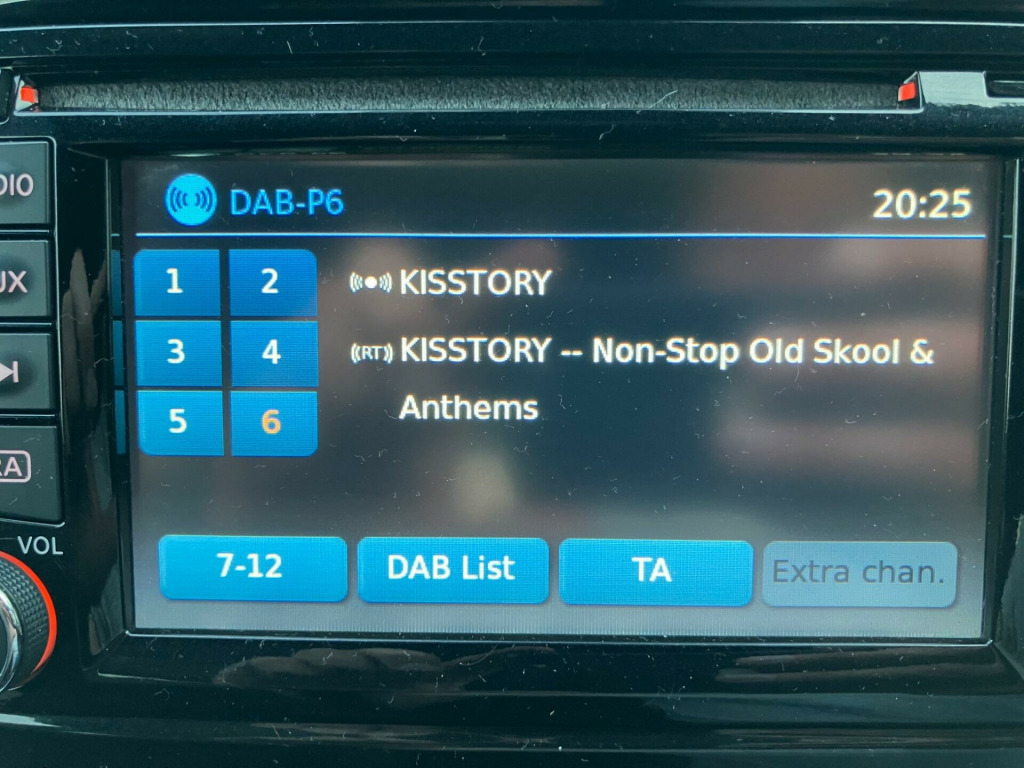 DAB-P6 20:25
1 2 KISSTORY
3 4 (RT) KISSTORY -- Non-Stop Old Skool &
5 6 Anthems
7-12 DAB List TA Extra chan.
VOL